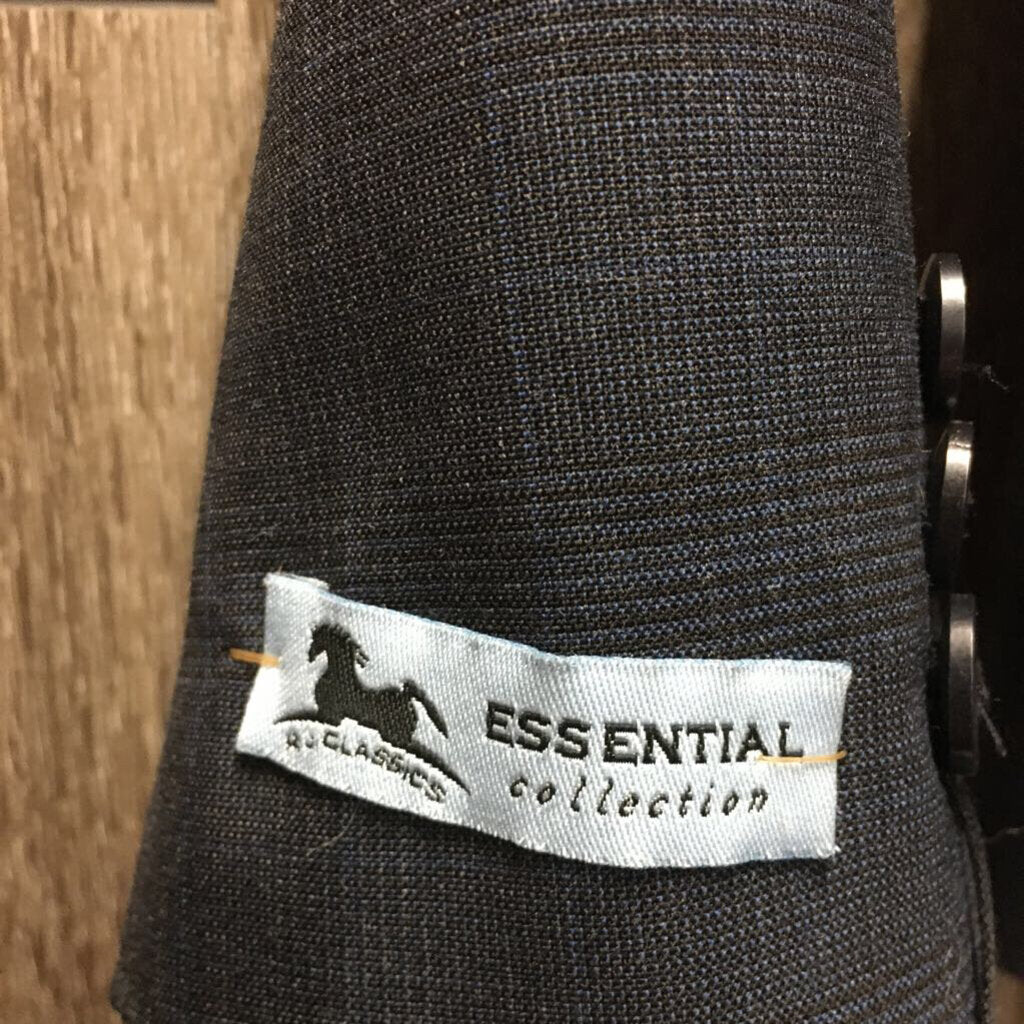 RJ CLASSICS
ESSENTIAL
collection